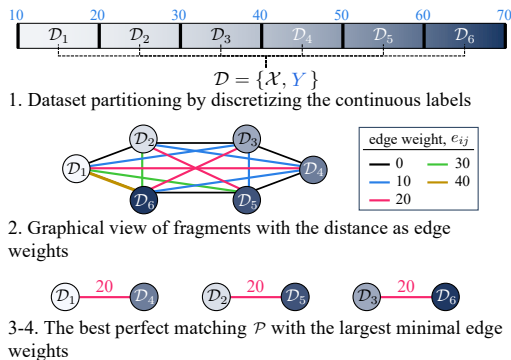 10 20 30 40 50 60 70
𝒟₁ 𝒟₂ 𝒟₃ 𝒟₄ 𝒟₅ 𝒟₆
𝒟 = {𝒳, Y}
1. Dataset partitioning by discretizing the continuous labels
𝒟₂ 𝒟₃
𝒟₁ 𝒟₄
𝒟₆ 𝒟₅
edge weight, eᵢⱼ
0 30
10 40
20
2. Graphical view of fragments with the distance as edge
weights
20 20 20
𝒟₁ 𝒟₄ 𝒟₂ 𝒟₅ 𝒟₃ 𝒟₆
3-4. The best perfect matching 𝒫 with the largest minimal edge
weights